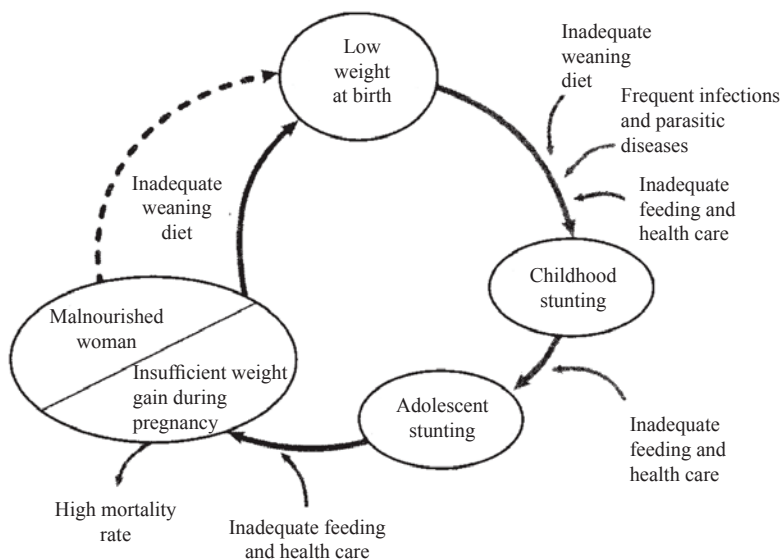 Low
weight
at birth
Inadequate
weaning
diet
Frequent infections
and parasitic
diseases
Inadequate
feeding and
health care
Childhood
stunting
Inadequate
feeding and
health care
Adolescent
stunting
Inadequate feeding
and health care
Malnourished
woman
Insufficient weight
gain during
pregnancy
High mortality
rate
Inadequate
weaning
diet